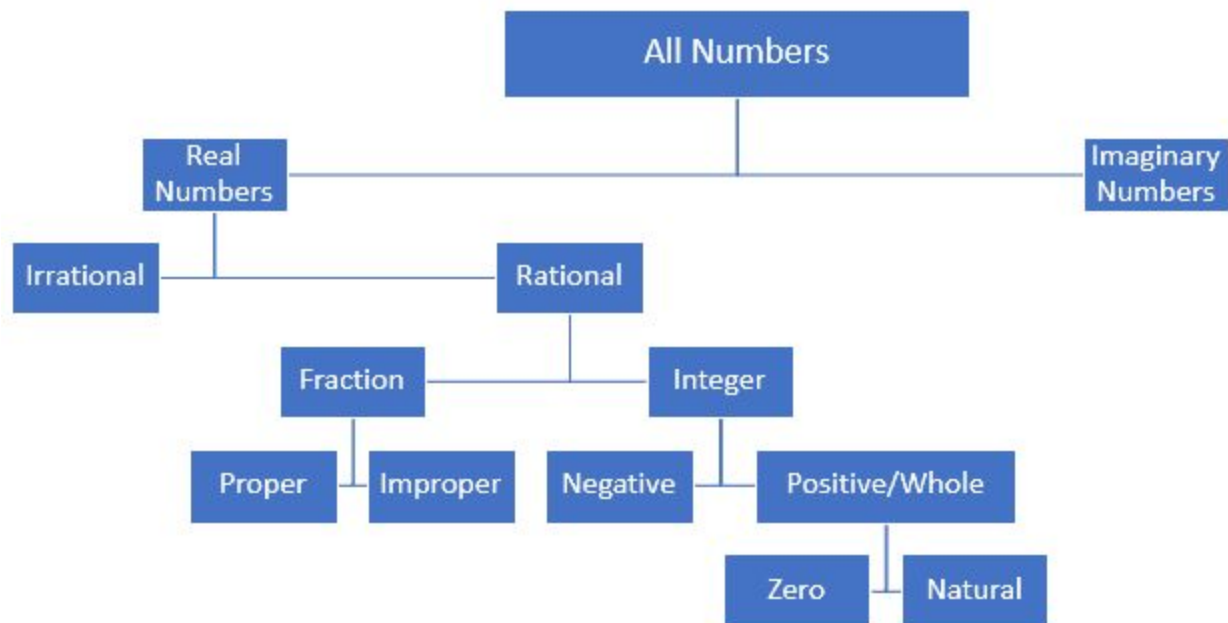 All Numbers
Real
Numbers
Imaginary
Numbers
Irrational
Rational
Fraction
Integer
Proper
Improper
Negative
Positive/Whole
Zero
Natural